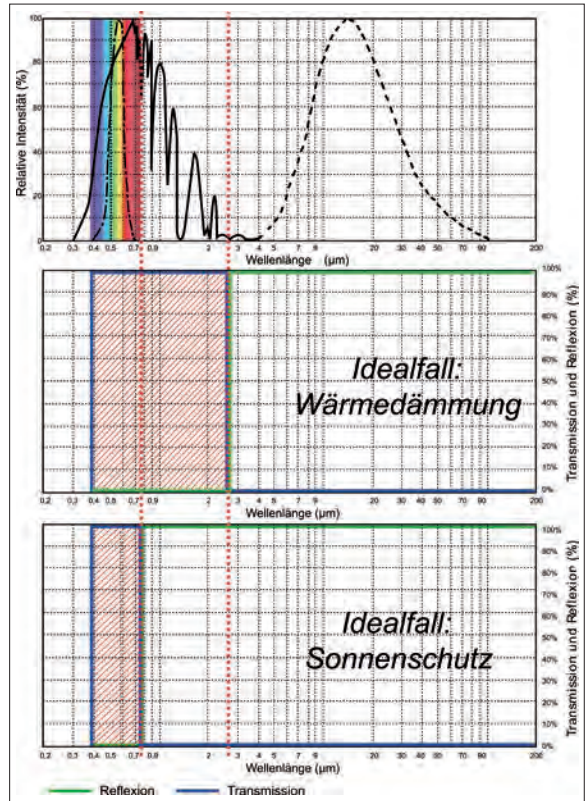 Relative Intensität (%)
100
80
60
40
20
0
0,2 0,3 0,4 0,5 0,7 0,9 2 3 4 5 7 9 20 30 40 60 90 200
Wellenlänge (µm)
Idealfall:
Wärmedämmung
100%
90%
80%
70%
60%
50%
40%
30%
20%
10%
0%
Transmission und Reflexion (%)
0,2 0,3 0,4 0,5 0,7 0,9 2 3 4 5 7 9 20 30 40 60 90 200
Wellenlänge (µm)
Idealfall:
Sonnenschutz
100%
90%
80%
70%
60%
50%
40%
30%
20%
10%
0%
Transmission und Reflexion (%)
0,2 0,3 0,4 0,5 0,7 0,9 2 3 4 5 7 9 20 30 40 60 90 200
Wellenlänge (µm)
Reflexion Transmission